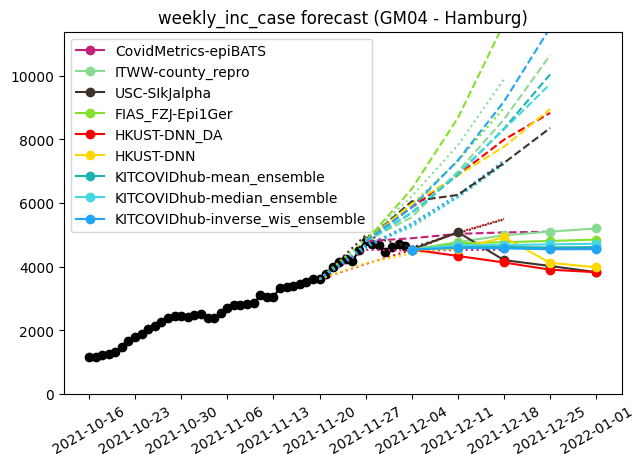 weekly_inc_case forecast (GM04 - Hamburg)
10000
8000
6000
4000
2000
0
CovidMetrics-epiBATS
ITWW-county_repro
USC-SIkJalpha
FIAS_FZJ-Epi1Ger
HKUST-DNN_DA
HKUST-DNN
KITCOVIDhub-mean_ensemble
KITCOVIDhub-median_ensemble
KITCOVIDhub-inverse_wis_ensemble
2021-10-16
2021-10-23
2021-10-30
2021-11-06
2021-11-13
2021-11-20
2021-11-27
2021-12-04
2021-12-11
2021-12-18
2021-12-25
2022-01-01